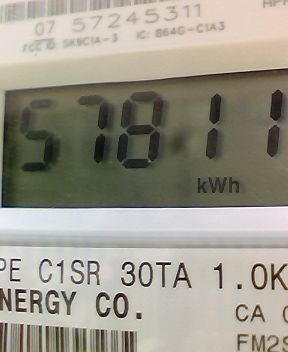 07 57245311
FCC ID: SK9C1A-3 IC: 864G-C1A3
57811
kWh
PE C1SR 30TA 1.0K
NERGY CO.
CA
FM2S